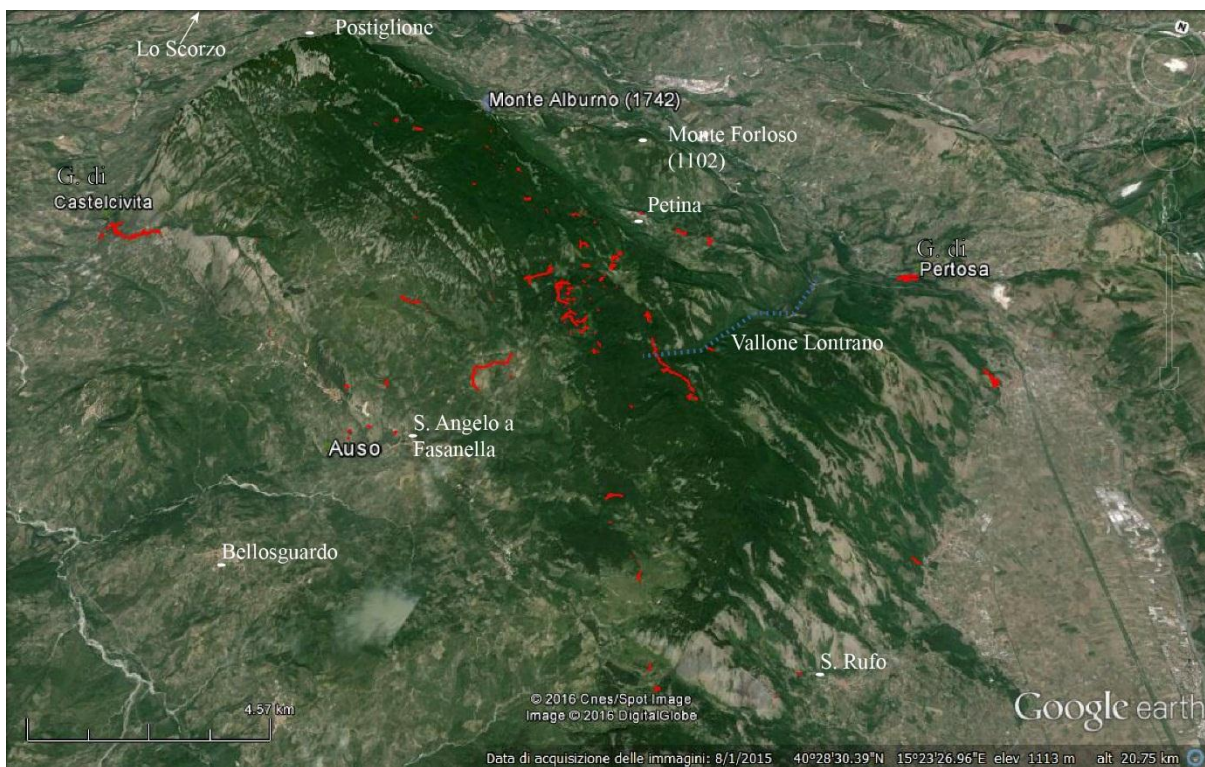 Postiglione
Lo Scorzo
Monte Alburno (1742)
Monte Forloso
(1102)
G. di
Castelcivita
Petina
G. di
Pertosa
Vallone Lontrano
S. Angelo a
Fasanella
Auso
Bellosguardo
S. Rufo
4.57 km
© 2016 Cnes/Spot Image
Image © 2016 DigitalGlobe
Google earth
Data di acquisizione delle immagini: 8/1/2015 40°28'30.39"N 15°23'26.96"E elev 1113 m alt 20.75 km
N